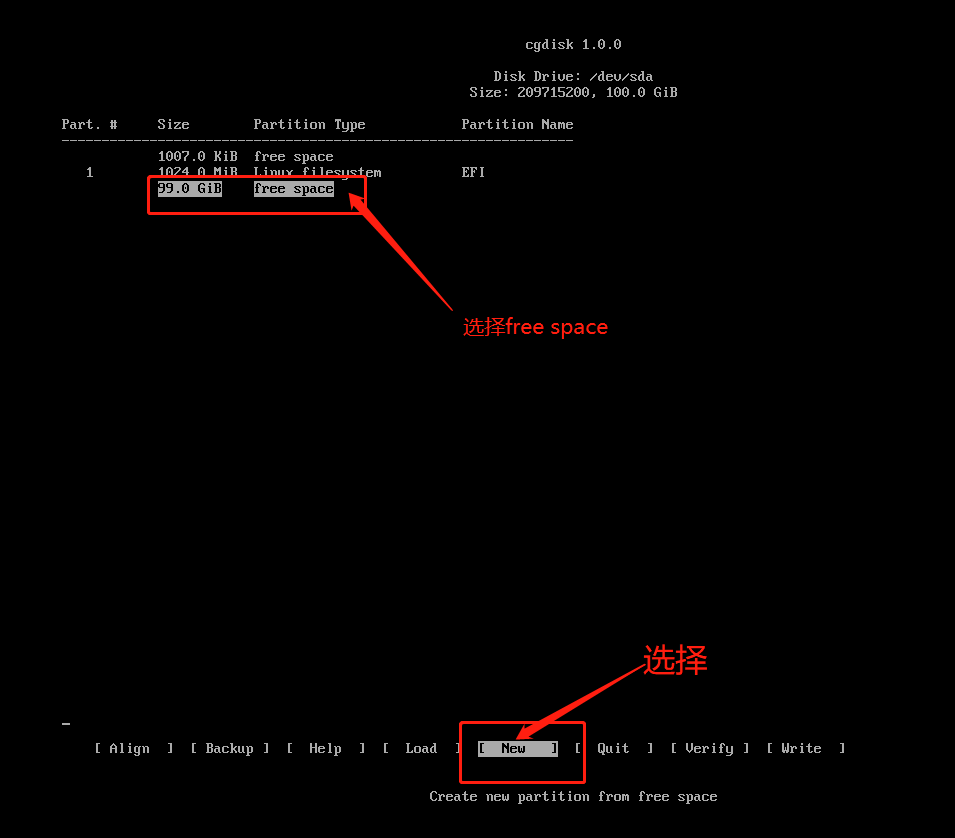 cgdisk 1.0.0
Disk Drive: /dev/sda
Size: 209715200, 100.0 GiB
Part. # Size Partition Type Partition Name
----------------------------------------------------------------
1007.0 KiB free space
1 1024.0 MiB Linux filesystem EFI
99.0 GiB free space
选择free space
选择
[ Align ] [ Backup ] [ Help ] [ Load ] [ New ] [ Quit ] [ Verify ] [ Write ]
Create new partition from free space